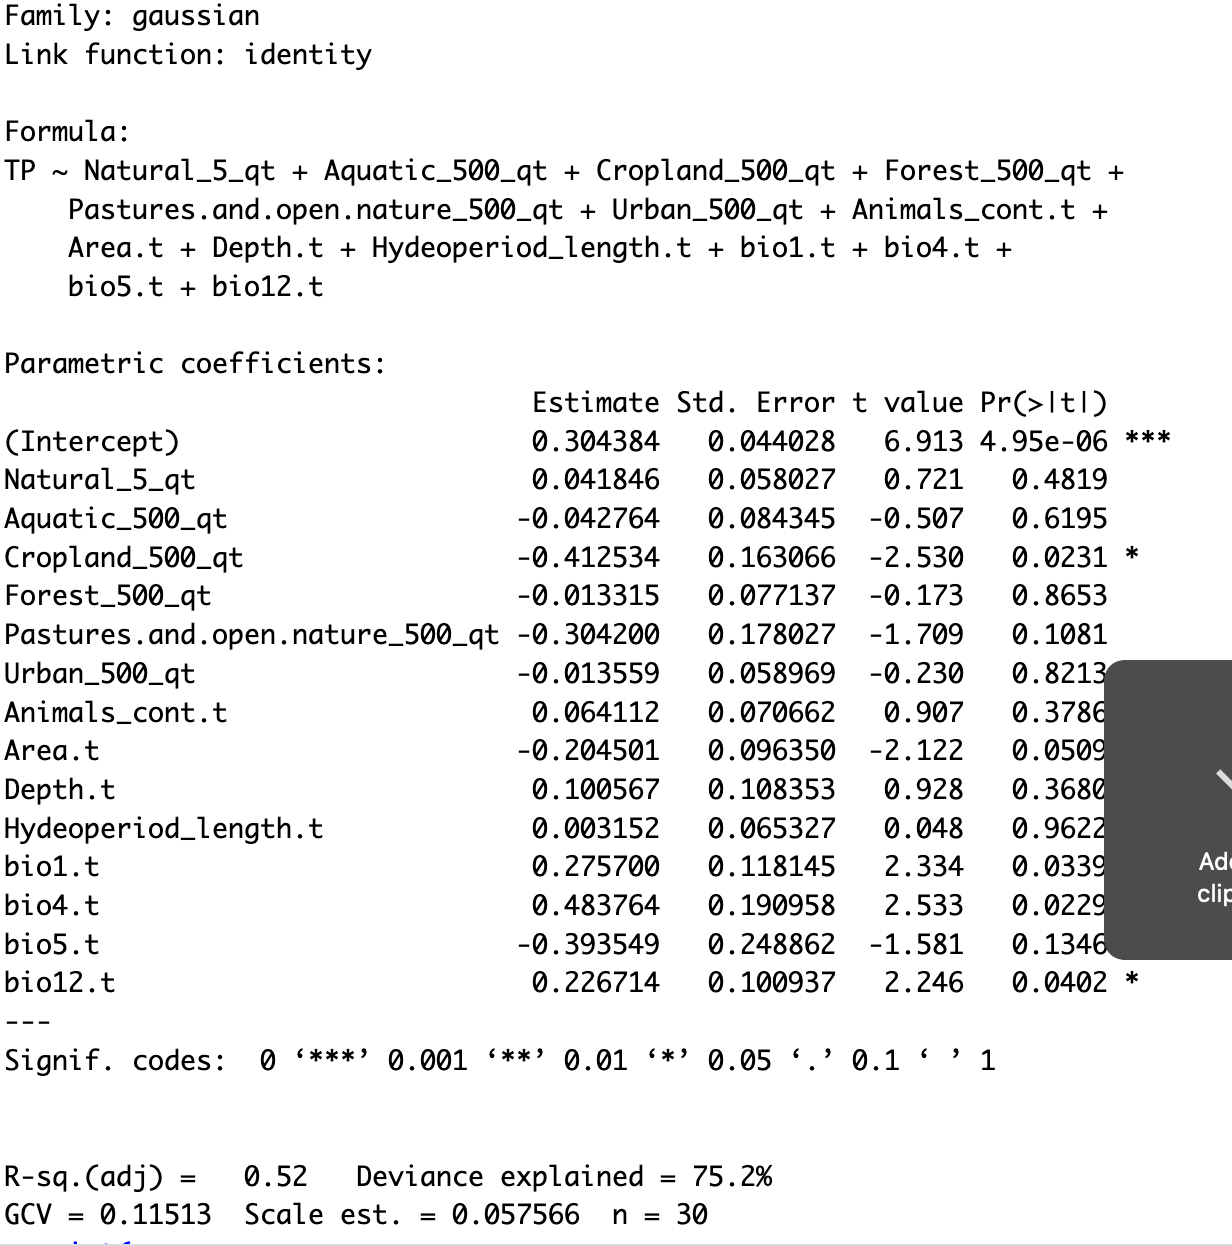 Family: gaussian
Link function: identity
Formula:
TP ~ Natural_5_qt + Aquatic_500_qt + Cropland_500_qt + Forest_500_qt +
Pastures.and.open.nature_500_qt + Urban_500_qt + Animals_cont.t +
Area.t + Depth.t + Hydeoperiod_length.t + bio1.t + bio4.t +
bio5.t + bio12.t
Parametric coefficients:
Estimate Std. Error t value Pr(>|t|)
(Intercept) 0.304384 0.044028 6.913 4.95e-06 ***
Natural_5_qt 0.041846 0.058027 0.721 0.4819
Aquatic_500_qt -0.042764 0.084345 -0.507 0.6195
Cropland_500_qt -0.412534 0.163066 -2.530 0.0231 *
Forest_500_qt -0.013315 0.077137 -0.173 0.8653
Pastures.and.open.nature_500_qt -0.304200 0.178027 -1.709 0.1081
Urban_500_qt -0.013559 0.058969 -0.230 0.8213
Animals_cont.t 0.064112 0.070662 0.907 0.3786
Area.t -0.204501 0.096350 -2.122 0.0509
Depth.t 0.100567 0.108353 0.928 0.3680
Hydeoperiod_length.t 0.003152 0.065327 0.048 0.9622
bio1.t 0.275700 0.118145 2.334 0.0339
bio4.t 0.483764 0.190958 2.533 0.0229
bio5.t -0.393549 0.248862 -1.581 0.1346
bio12.t 0.226714 0.100937 2.246 0.0402 *
---
Signif. codes: 0 ‘***’ 0.001 ‘**’ 0.01 ‘*’ 0.05 ‘.’ 0.1 ‘ ’ 1
R-sq.(adj) = 0.52 Deviance explained = 75.2%
GCV = 0.11513 Scale est. = 0.057566 n = 30